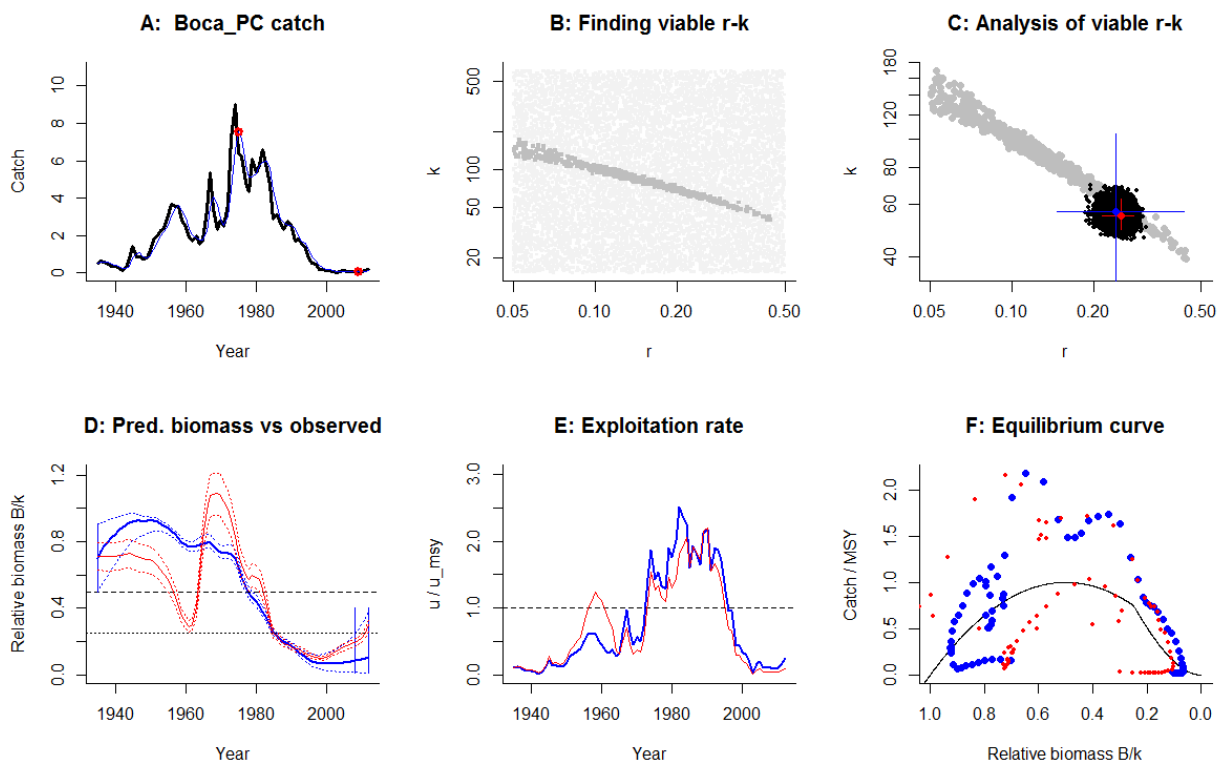 A: Boca_PC catch
B: Finding viable r-k
C: Analysis of viable r-k
Catch
0 2 4 6 8 10
1940 1960 1980 2000
Year
k
20 50 100 500
0.05 0.10 0.20 0.50
r
k
40 60 80 120 180
0.05 0.10 0.20 0.50
r
D: Pred. biomass vs observed
E: Exploitation rate
F: Equilibrium curve
Relative biomass B/k
0.0 0.4 0.8 1.2
1940 1960 1980 2000
Year
u / u_msy
0.0 1.0 2.0 3.0
1940 1960 1980 2000
Year
Catch / MSY
0.0 0.5 1.0 1.5 2.0
1.0 0.8 0.6 0.4 0.2 0.0
Relative biomass B/k